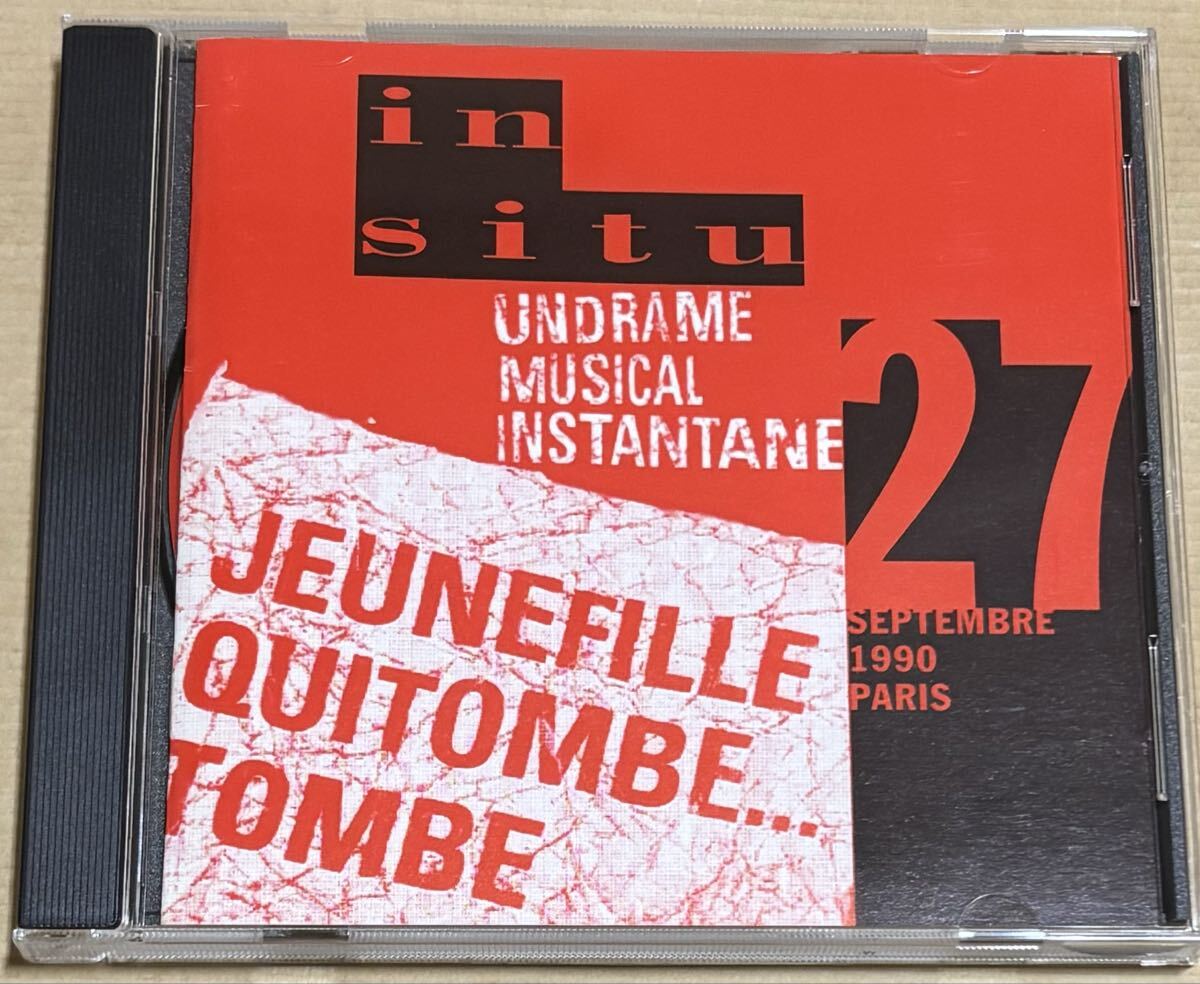 in
situ
UNDRAME
MUSICAL
INSTANTANE
27
SEPTEMBRE
1990
PARIS
JEUNEFILLE
QUITOMBE...
TOMBE